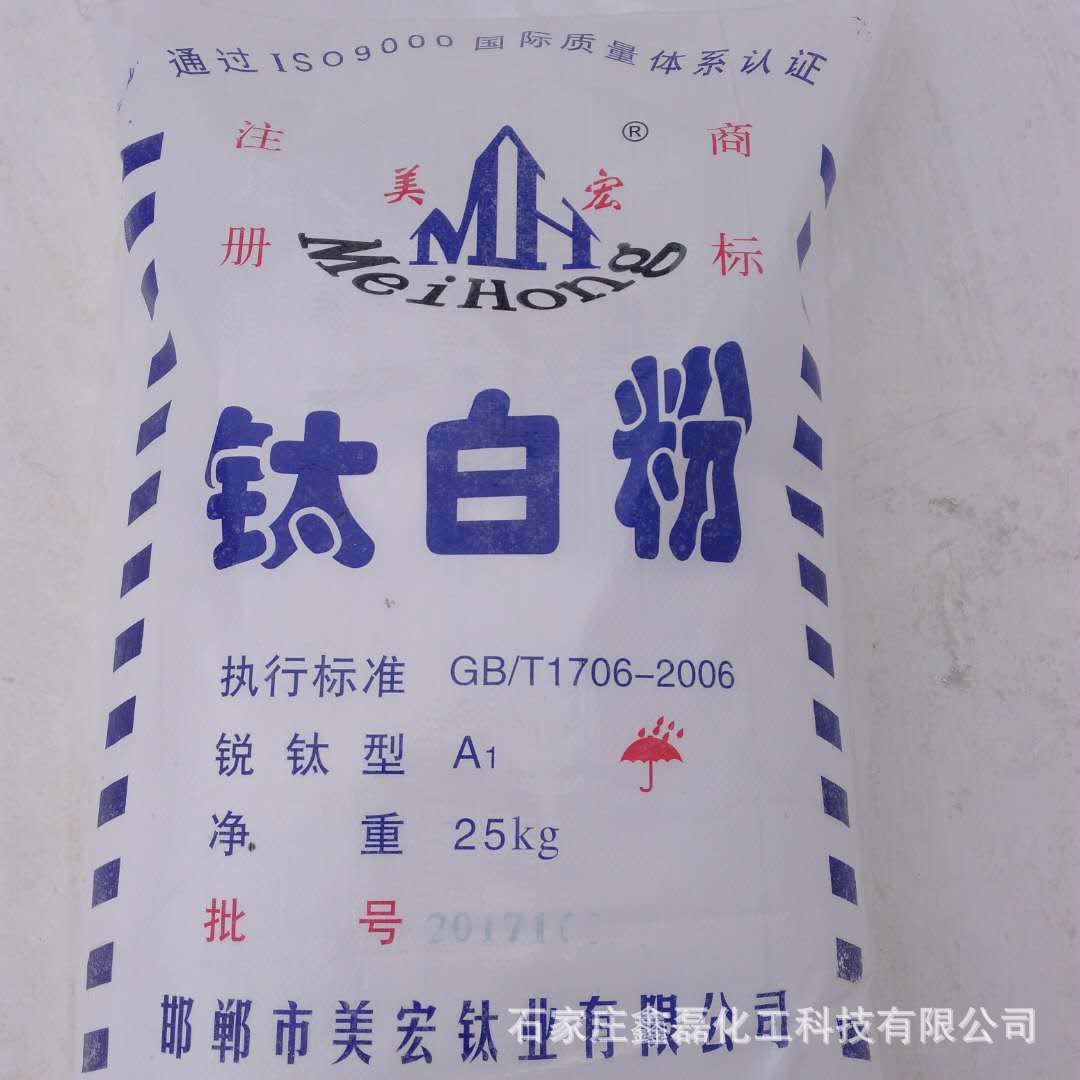 通过ISO9000国际质量体系认证
注册
商标
®
美宏
MH
MeiHong
钛白粉
执行标准 GB/T1706-2006
锐钛型 A1
净重 25kg
批号 201710
邯郸市美宏钛业有限公司
石家庄鑫磊化工科技有限公司